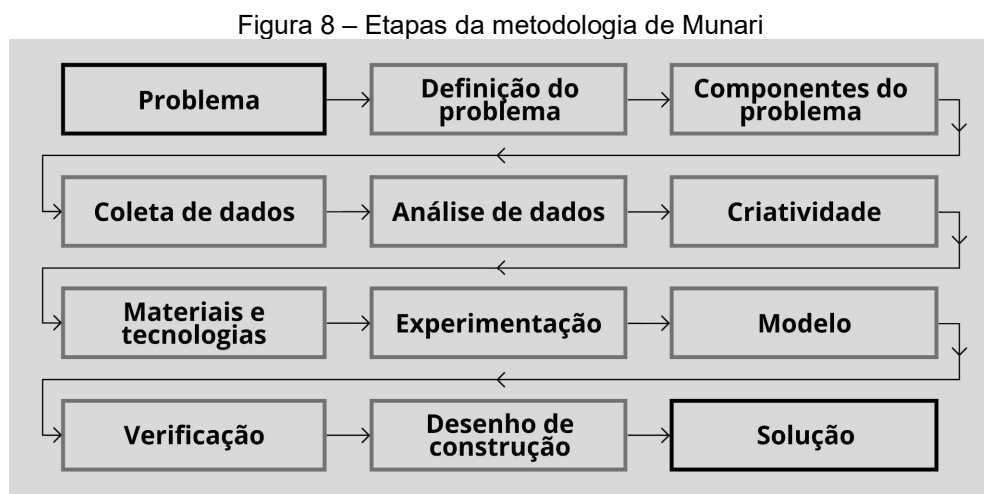 Figura 8 – Etapas da metodologia de Munari
Problema
Definição do
problema
Componentes do
problema
Coleta de dados
Análise de dados
Criatividade
Materiais e
tecnologias
Experimentação
Modelo
Verificação
Desenho de
construção
Solução